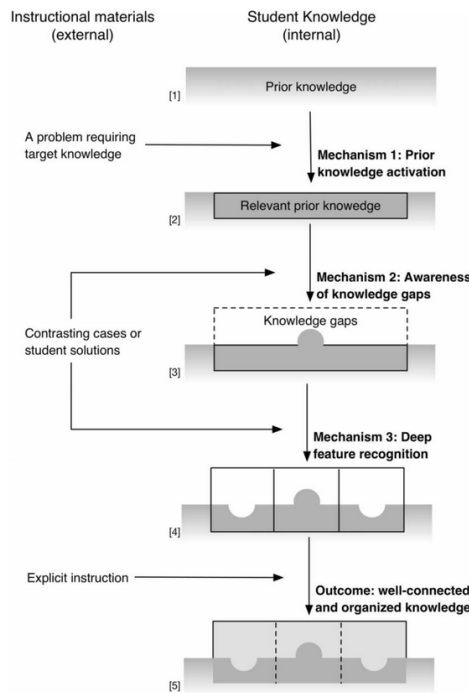 Instructional materials
(external)
Student Knowledge
(internal)
Prior knowledge
[1]
A problem requiring
target knowledge
Mechanism 1: Prior
knowledge activation
Relevant prior knowedge
[2]
Mechanism 2: Awareness
of knowledge gaps
Knowledge gaps
Contrasting cases or
student solutions
[3]
Mechanism 3: Deep
feature recognition
[4]
Explicit instruction
Outcome: well-connected
and organized knowledge
[5]